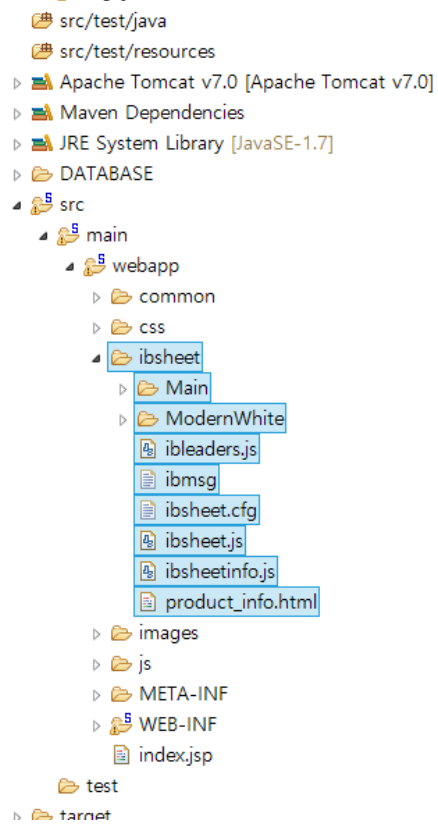 src/test/java
src/test/resources
Apache Tomcat v7.0 [Apache Tomcat v7.0]
Maven Dependencies
JRE System Library [JavaSE-1.7]
DATABASE
src
main
webapp
common
css
ibsheet
Main
ModernWhite
ibleaders.js
ibmsg
ibsheet.cfg
ibsheet.js
ibsheetinfo.js
product_info.html
images
js
META-INF
WEB-INF
index.jsp
test
target